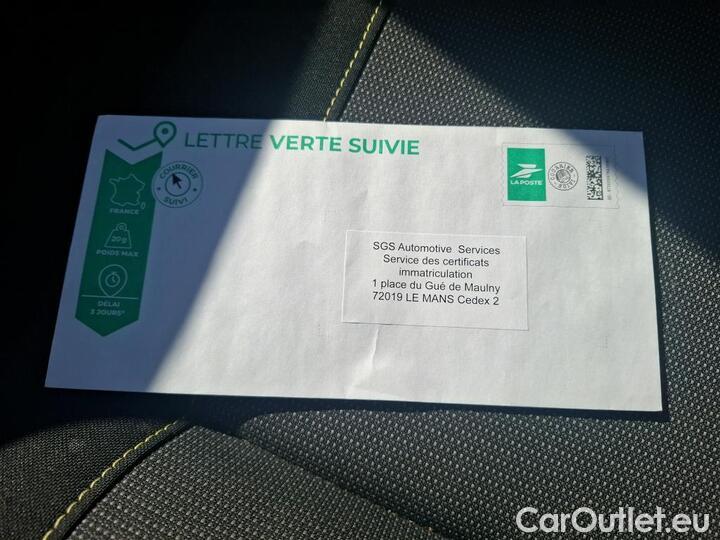 LETTRE VERTE SUIVIE
COURRIER
SUIVI
FRANCE
20g
POIDS MAX
DÉLAI
3 JOURS*
LA POSTE
SGS Automotive Services
Service des certificats
immatriculation
1 place du Gué de Maulny
72019 LE MANS Cedex 2
CarOutlet.eu